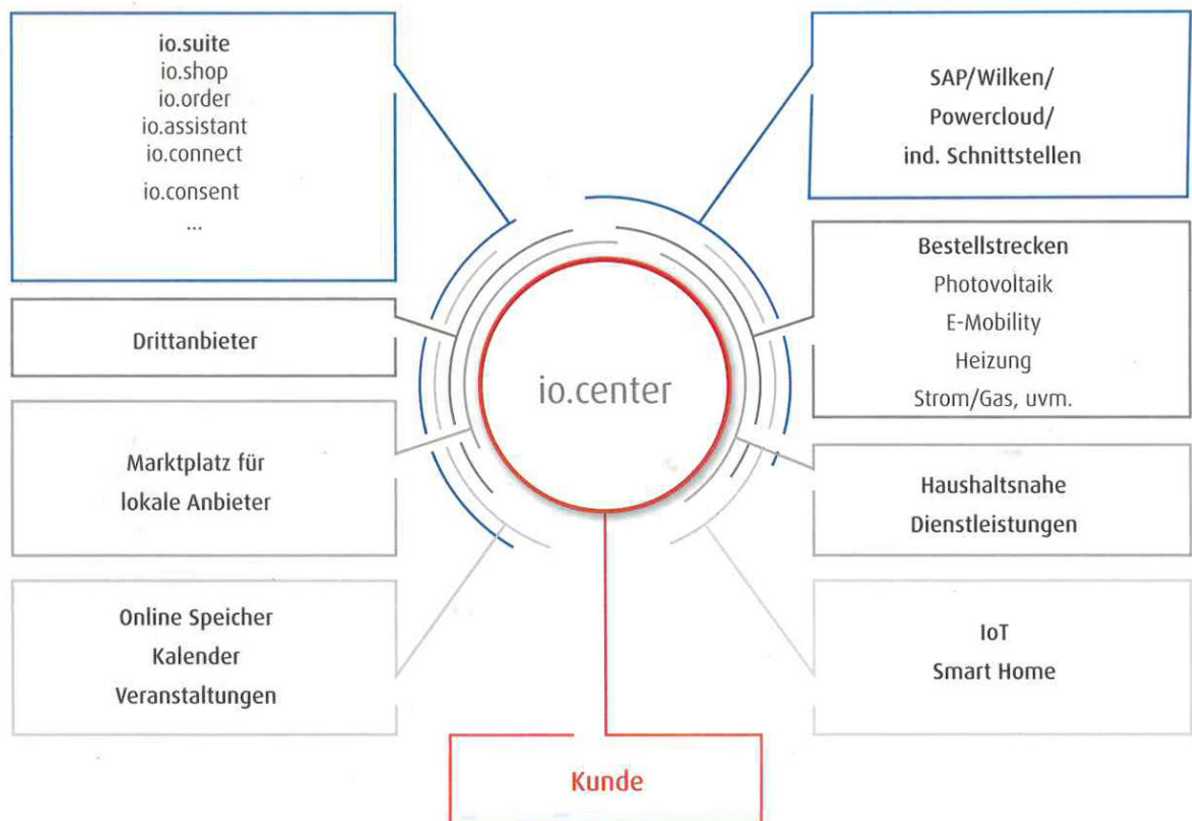 io.suite
io.shop
io.order
io.assistant
io.connect
io.consent
...
Drittanbieter
Marktplatz für
lokale Anbieter
Online Speicher
Kalender
Veranstaltungen
io.center
SAP/Wilken/
Powercloud/
ind. Schnittstellen
Bestellstrecken
Photovoltaik
E-Mobility
Heizung
Strom/Gas, uvm.
Haushaltsnahe
Dienstleistungen
IoT
Smart Home
Kunde